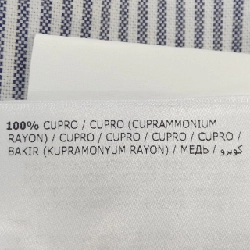 100% CUPRO / CUPRO (CUPRAMMONIUM
RAYON) / CUPRO / CUPRO / CUPRO / CUPRO /
BAKIR (KUPRAMONYUM RAYON) / МЕДЬ / كوبرو